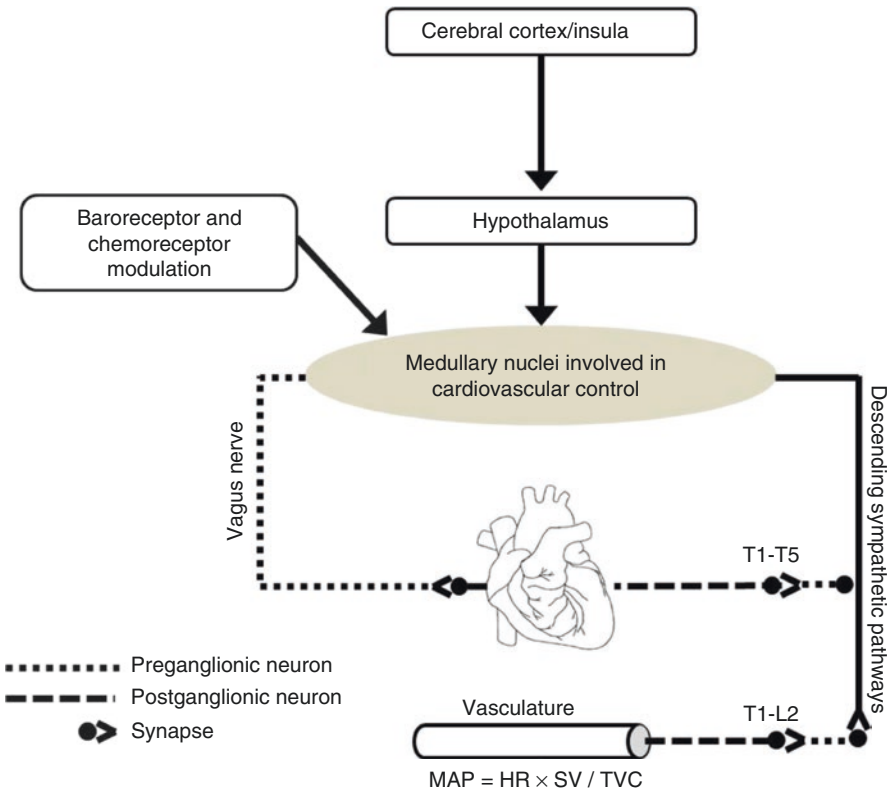 Cerebral cortex/insula
Baroreceptor and
chemoreceptor
modulation
Hypothalamus
Medullary nuclei involved in
cardiovascular control
Vagus nerve
Descending sympathetic pathways
T1-T5
Preganglionic neuron
Postganglionic neuron
Synapse
Vasculature
T1-L2
MAP = HR × SV / TVC